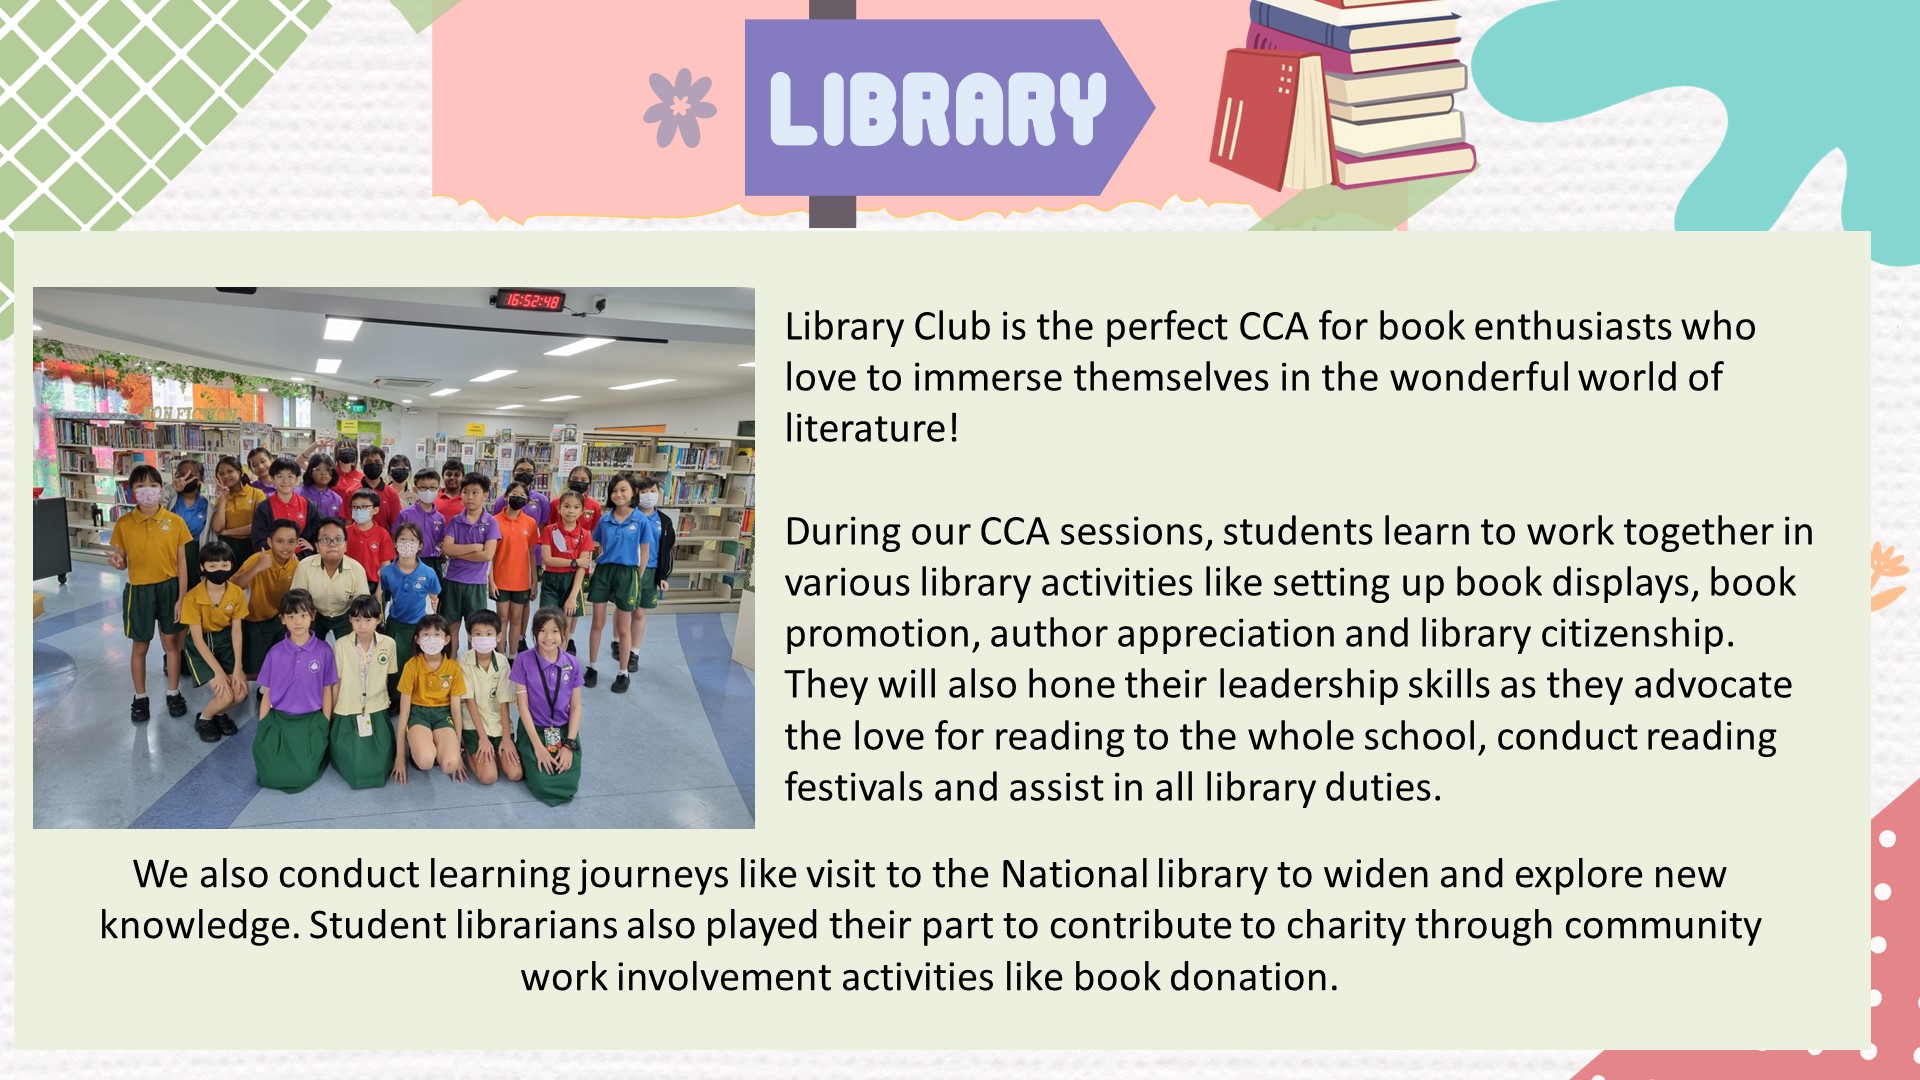 LIBRARY
16:52:48
NON FICTION
EXIT
Library Club is the perfect CCA for book enthusiasts who
love to immerse themselves in the wonderful world of
literature!
During our CCA sessions, students learn to work together in
various library activities like setting up book displays, book
promotion, author appreciation and library citizenship.
They will also hone their leadership skills as they advocate
the love for reading to the whole school, conduct reading
festivals and assist in all library duties.
We also conduct learning journeys like visit to the National library to widen and explore new
knowledge. Student librarians also played their part to contribute to charity through community
work involvement activities like book donation.